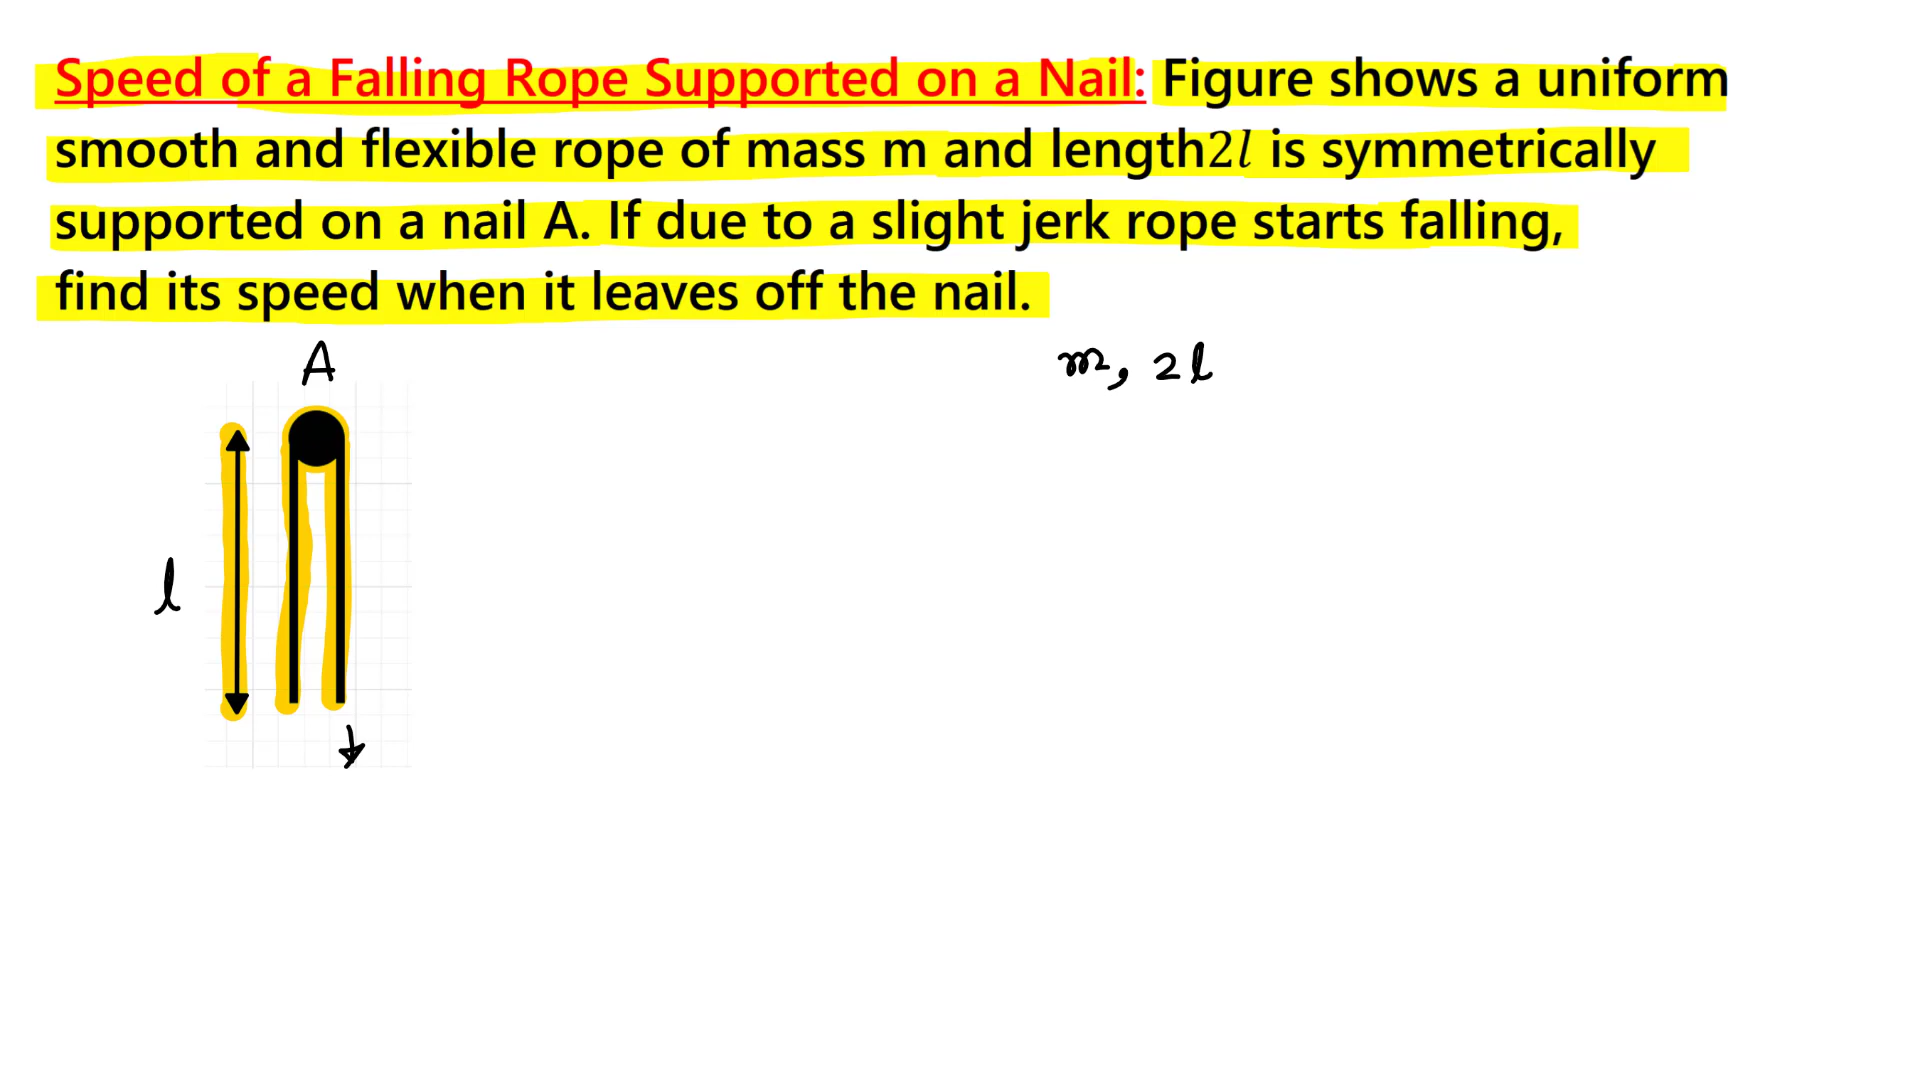 Speed of a Falling Rope Supported on a Nail: Figure shows a uniform
smooth and flexible rope of mass m and length2l is symmetrically
supported on a nail A. If due to a slight jerk rope starts falling,
find its speed when it leaves off the nail.
A
m, 2l
l